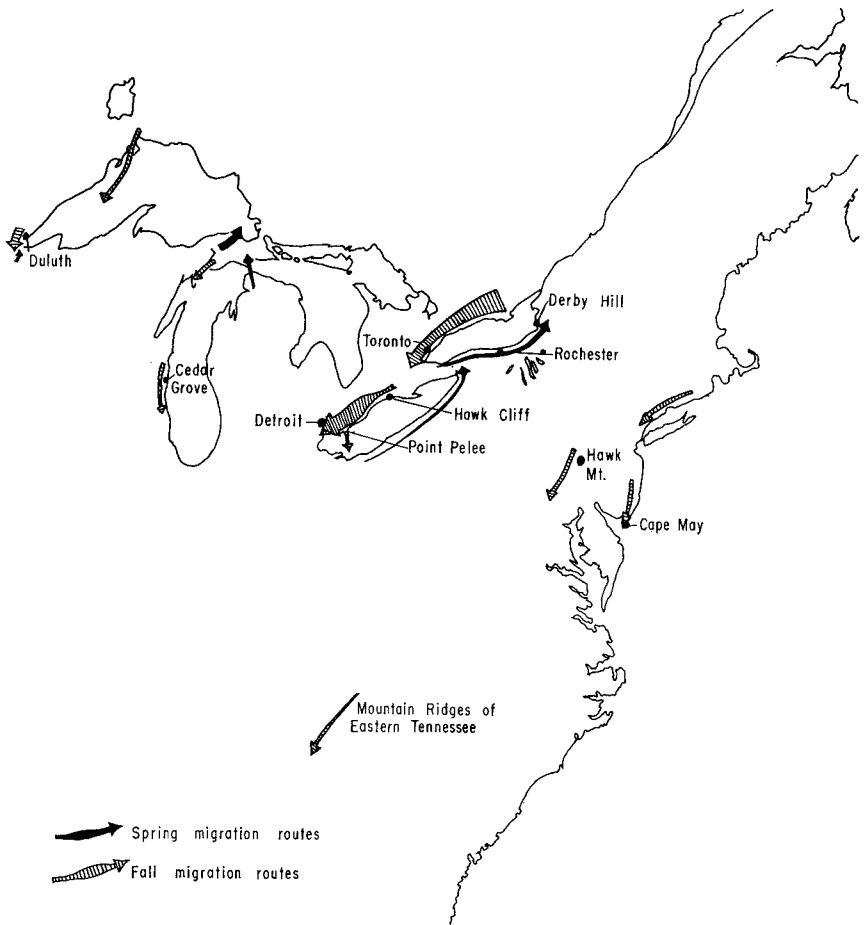 Duluth
Derby Hill
Toronto
Rochester
Cedar
Grove
Detroit
Hawk Cliff
Point Pelee
Hawk
Mt.
Cape May
Mountain Ridges of
Eastern Tennessee
Spring migration routes
Fall migration routes